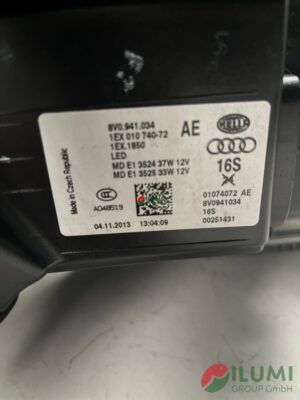 8V0.941.034
1EX 010 740-72
1EX.1850
LED
MD E1 3524 37W 12V
MD E1 3525 33W 12V
AE
HELLA
16S
Made in Czech Republic
A048519
04.11.2013 13:04:09
01074072 AE
8V0941034
16S
00251431
ILUMI
GROUP GmbH